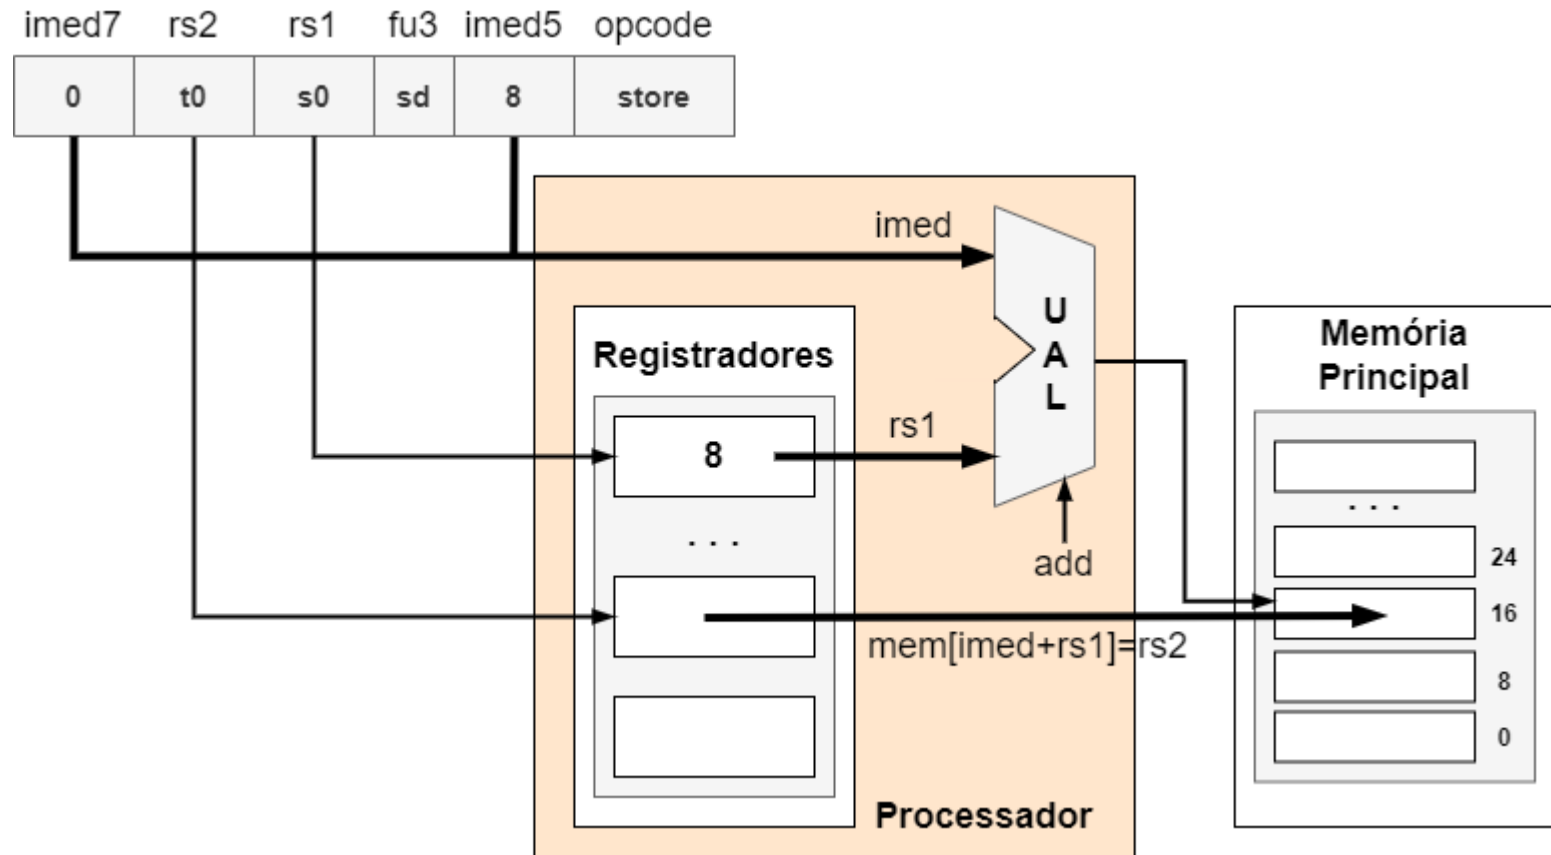 imed7 rs2 rs1 fu3 imed5 opcode
0 t0 s0 sd 8 store
imed
U
A
L
Registradores
rs1
8
. . .
add
mem[imed+rs1]=rs2
Processador
Memória
Principal
. . .
24
16
8
0